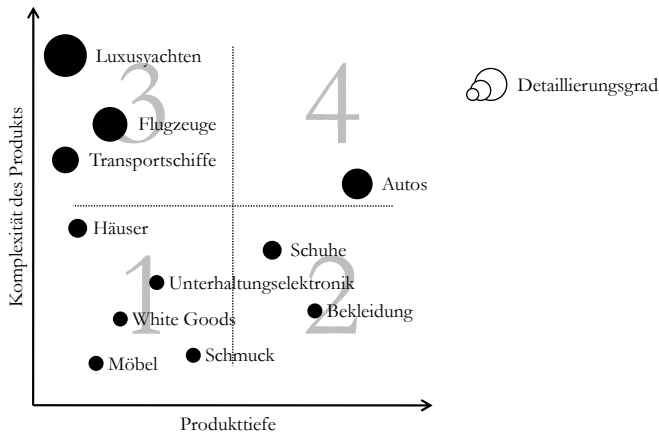 Luxusyachten
3
4
Detaillierungsgrad
Flugzeuge
Transportschiffe
Autos
Häuser
Schuhe
1
Unterhaltungselektronik
2
White Goods
Bekleidung
Möbel
Schmuck
Komplexität des Produkts
Produkttiefe